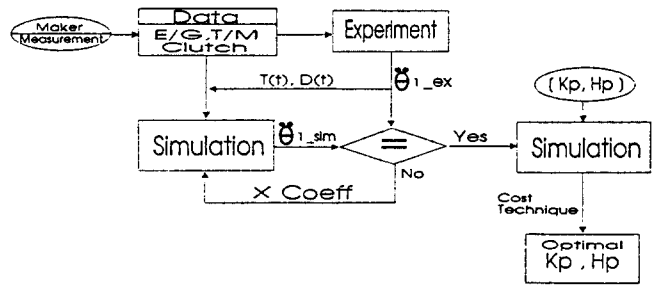 Maker
Measurement
Data
E/G,T/M
Clutch
Experiment
T(t), D(t)
θ̈1_ex
(Kp, Hp)
Simulation
θ̈1_sim
=
Yes
Simulation
No
X Coeff
Cost
Technique
Optimal
Kp , Hp